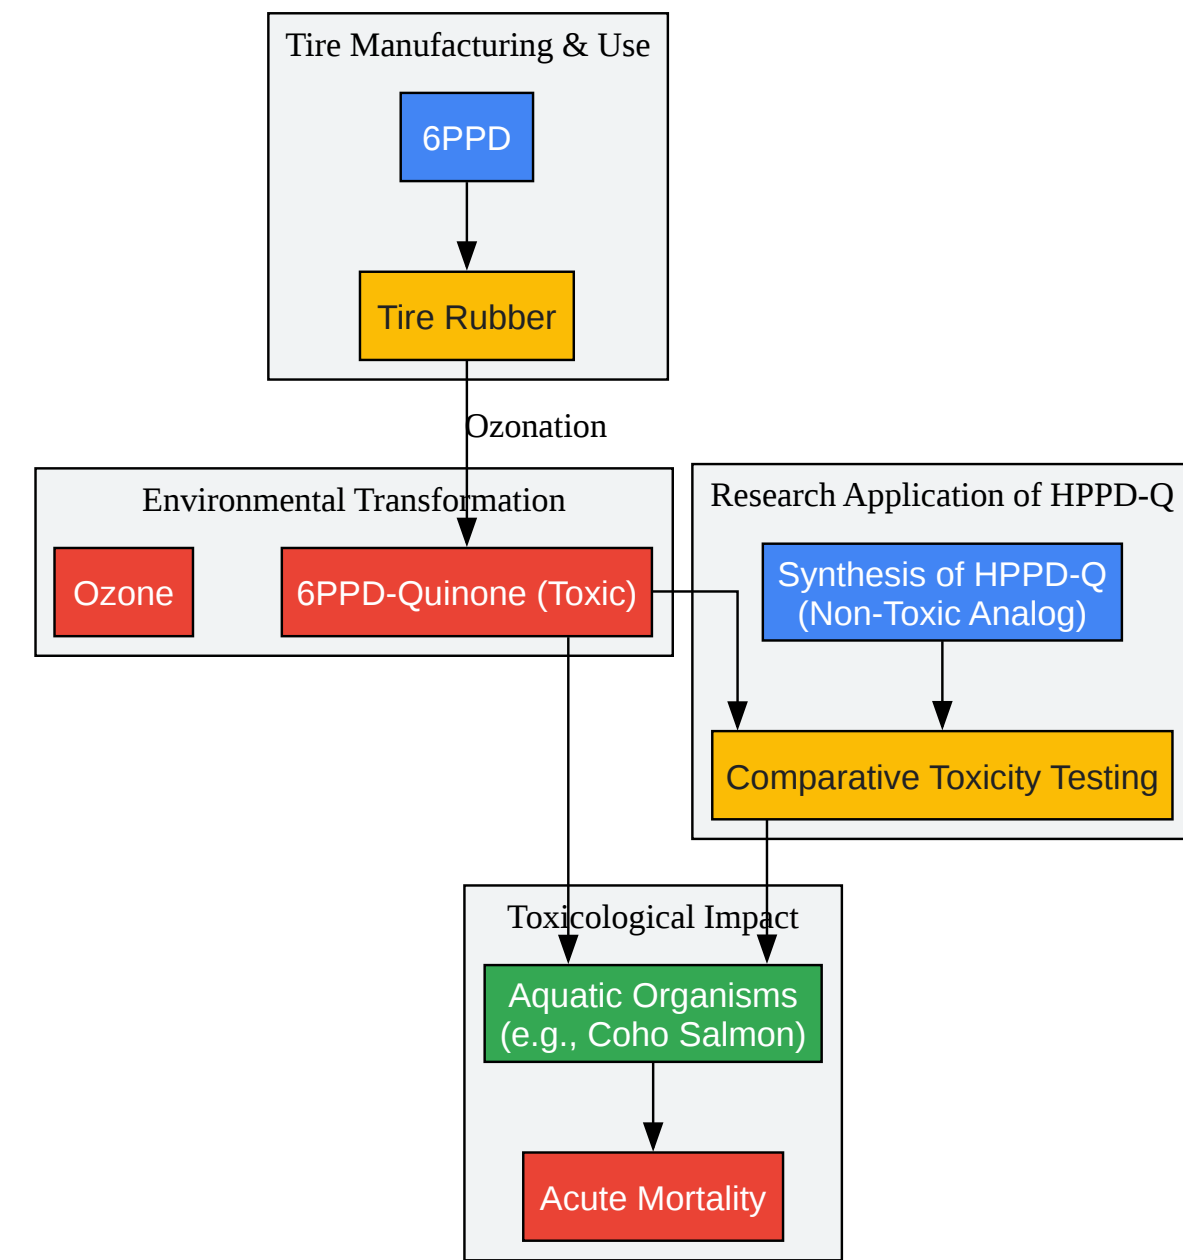 Tire Manufacturing & Use
6PPD
Tire Rubber
Ozonation
Environmental Transformation
Ozone
6PPD-Quinone (Toxic)
Research Application of HPPD-Q
Synthesis of HPPD-Q
(Non-Toxic Analog)
Comparative Toxicity Testing
Toxicological Impact
Aquatic Organisms
(e.g., Coho Salmon)
Acute Mortality